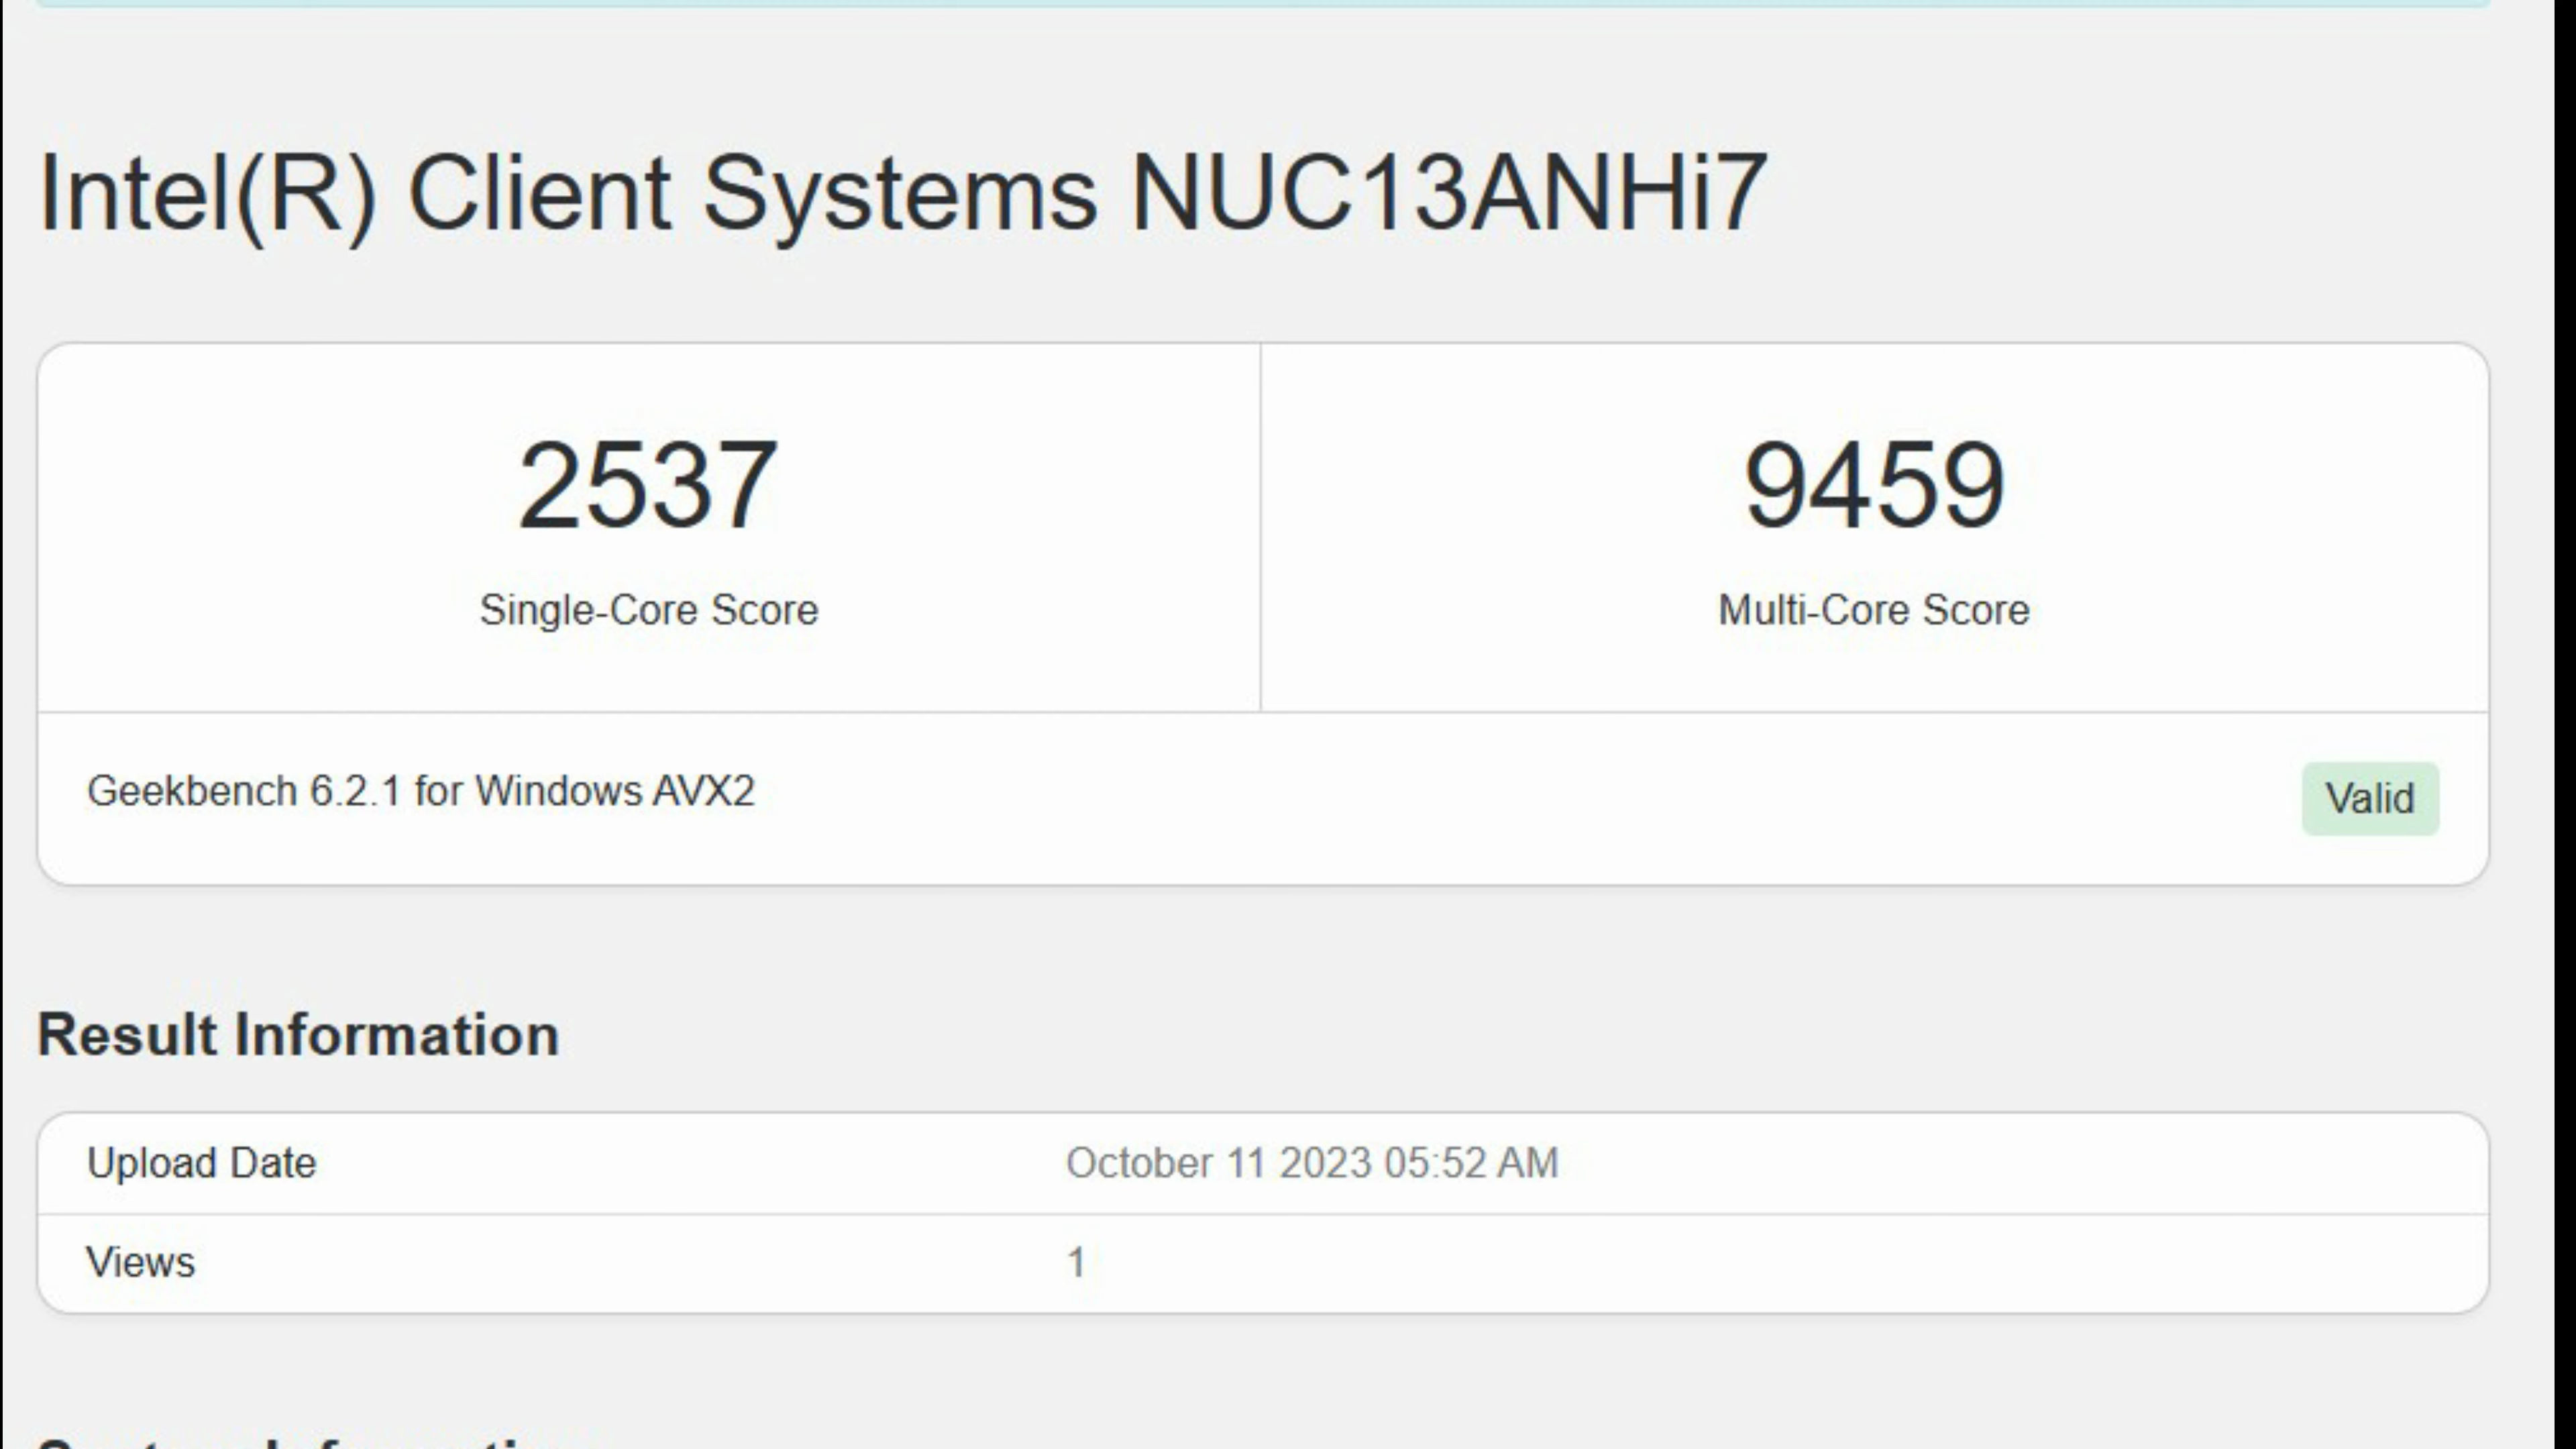 Intel(R) Client Systems NUC13ANHi7
2537
Single-Core Score
9459
Multi-Core Score
Geekbench 6.2.1 for Windows AVX2
Valid
Result Information
Upload Date
October 11 2023 05:52 AM
Views
1